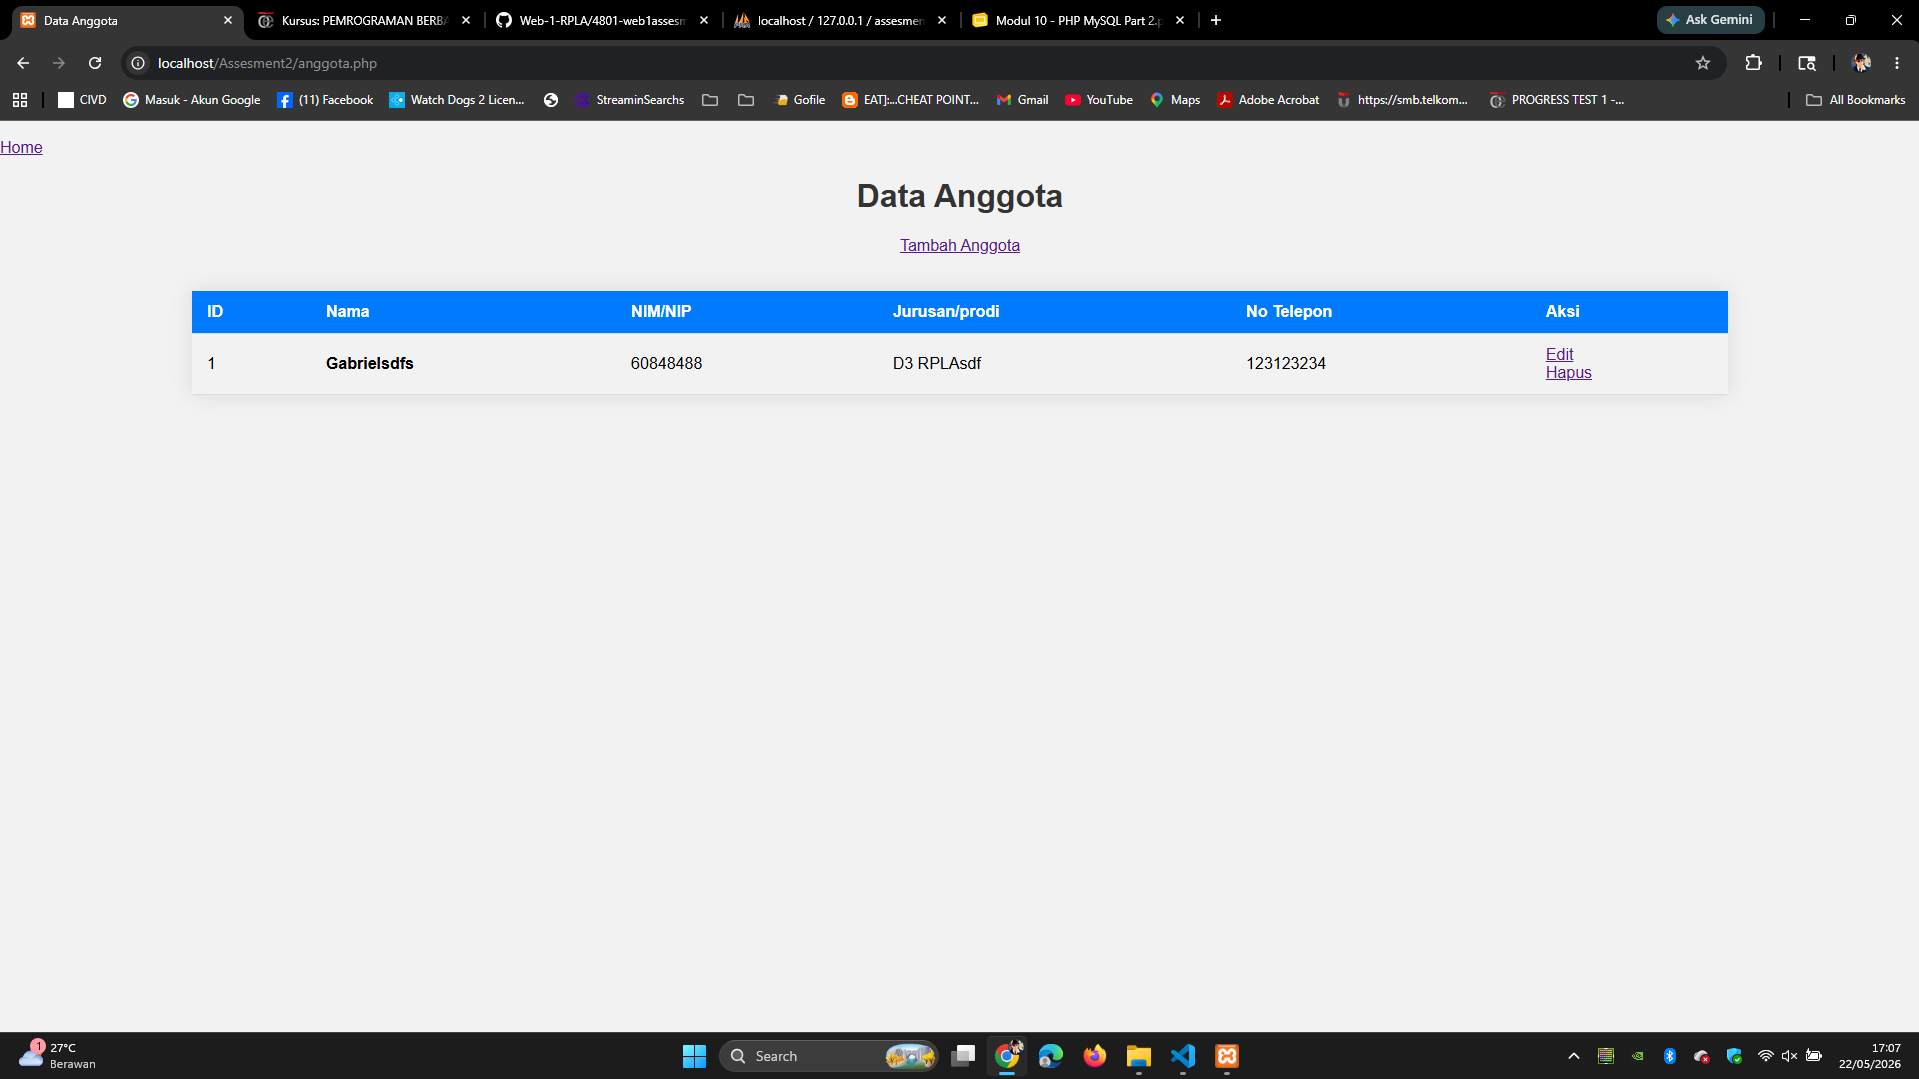 Data Anggota
Kursus: PEMROGRAMAN BERBA
Web-1-RPLA/4801-web1assesm
localhost / 127.0.0.1 / assesmen
Modul 10 - PHP MySQL Part 2.p
Ask Gemini
localhost/Assesment2/anggota.php
CIVD
Masuk - Akun Google
(11) Facebook
Watch Dogs 2 Licen...
StreaminSearchs
Gofile
EAT]:...CHEAT POINT...
Gmail
YouTube
Maps
Adobe Acrobat
https://smb.telkom...
PROGRESS TEST 1 -...
All Bookmarks
Home
Data Anggota
Tambah Anggota
ID Nama NIM/NIP Jurusan/prodi No Telepon Aksi
1 Gabrielsdfs 60848488 D3 RPLAsdf 123123234 Edit
Hapus
1
27°C
Berawan
Search
17:07
22/05/2026